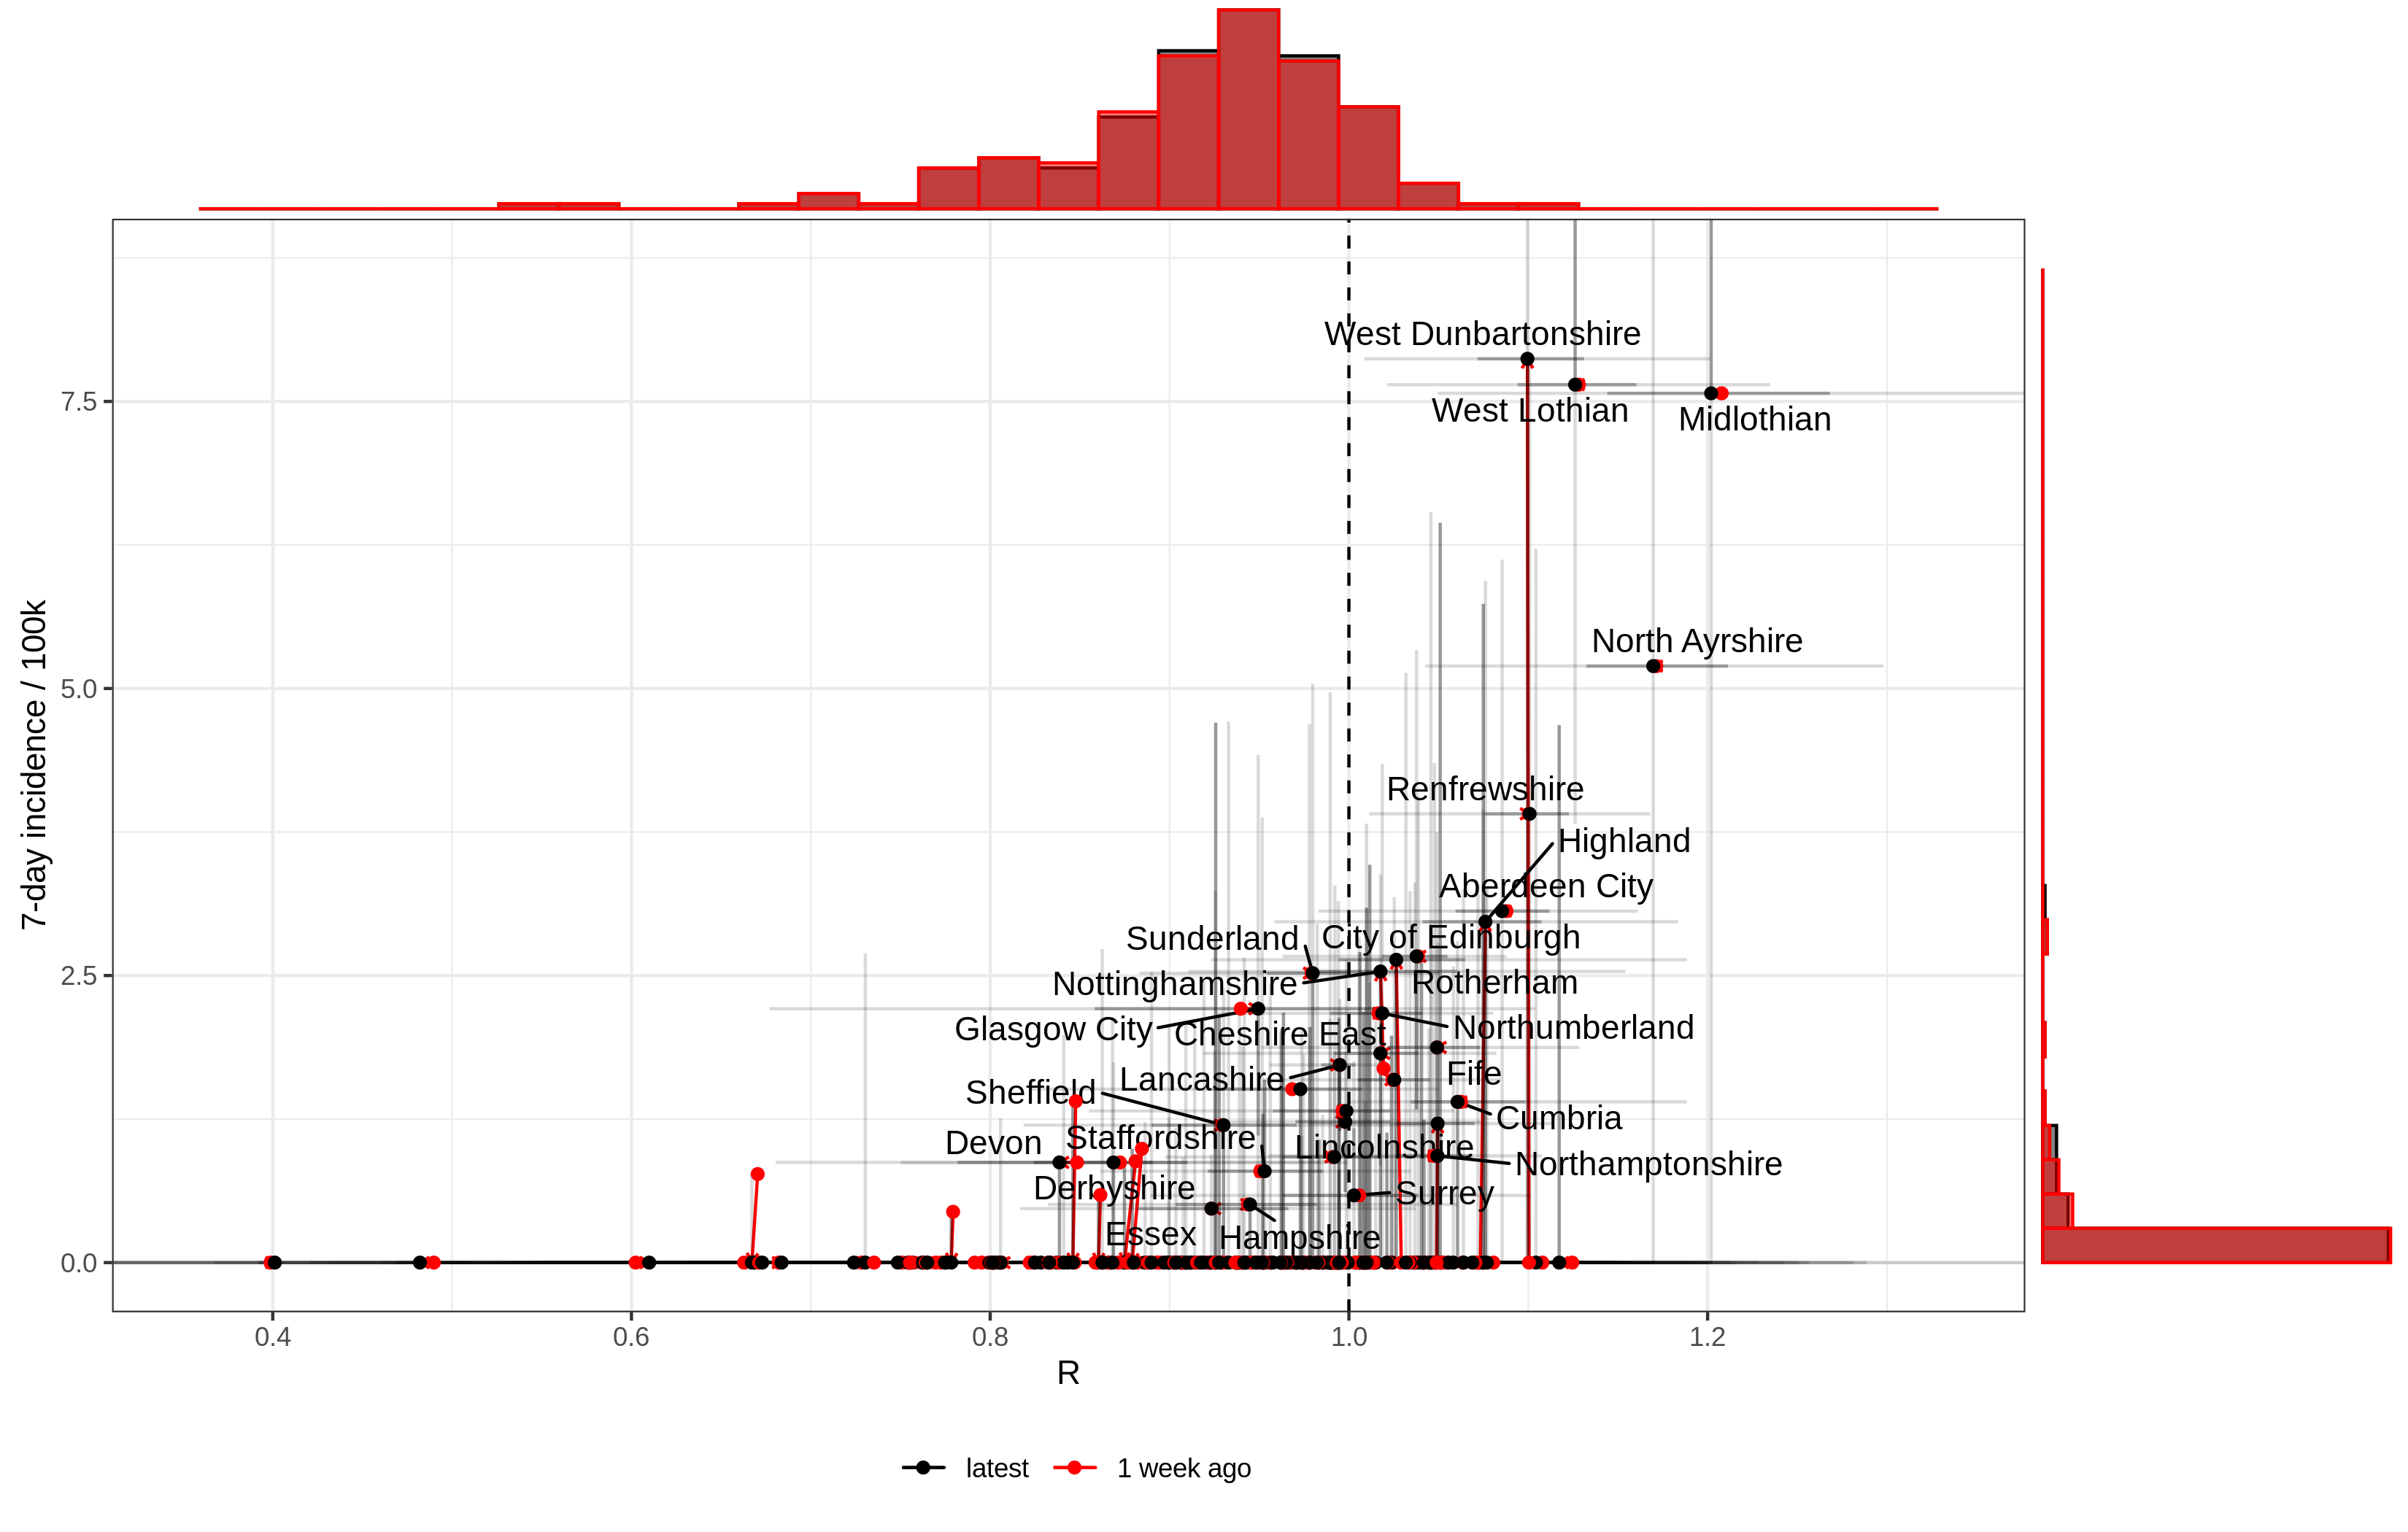 West Dunbartonshire
7.5
West Lothian
Midlothian
North Ayrshire
5.0
7-day incidence / 100k
Renfrewshire
Highland
Aberdeen City
Sunderland
City of Edinburgh
2.5
Nottinghamshire
Rotherham
Glasgow City
Northumberland
Cheshire East
Lancashire
Fife
Sheffield
Cumbria
Devon
Staffordshire
Lincolnshire
Northamptonshire
Derbyshire
Surrey
Essex
Hampshire
0.0
0.4 0.6 0.8 1.0 1.2
R
latest 1 week ago